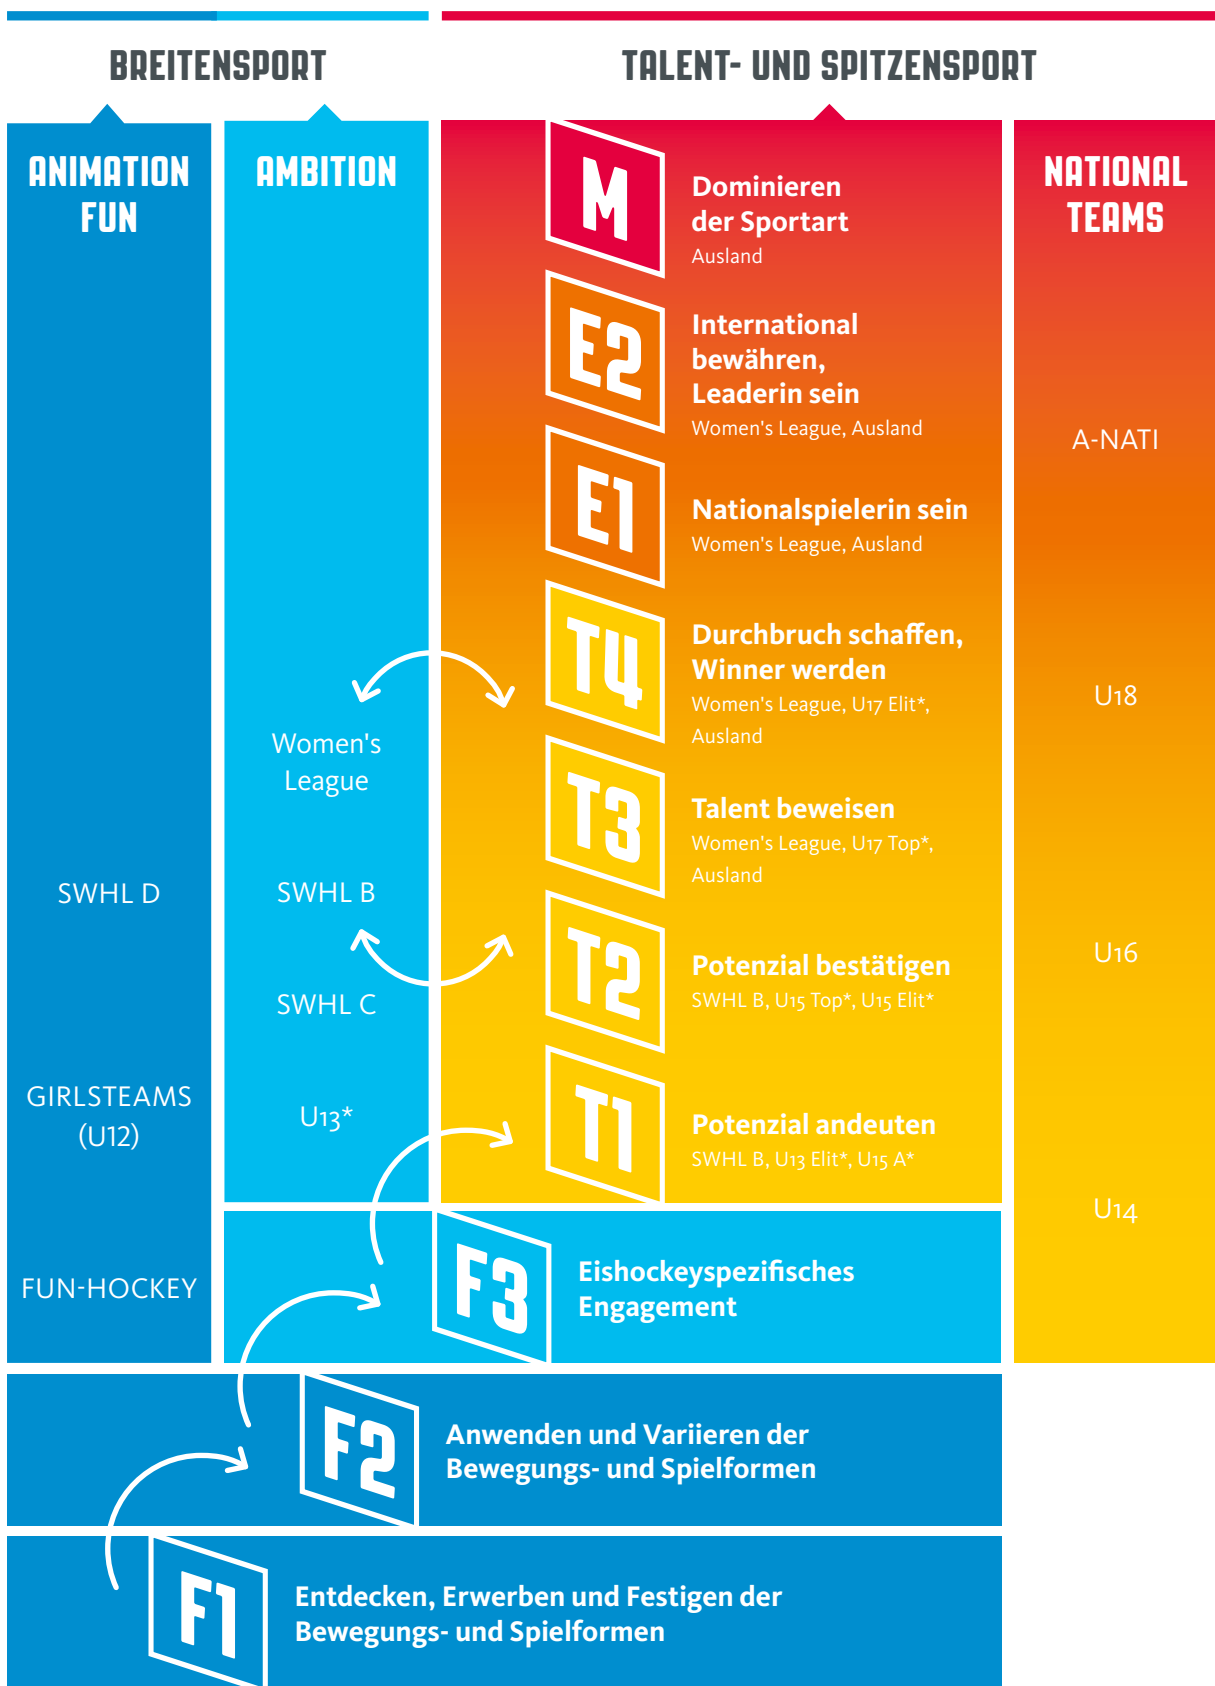 BREITENSPORT
TALENT- UND SPITZENSPORT
ANIMATION
FUN
SWHL D
GIRLSTEAMS
(U12)
FUN-HOCKEY
AMBITION
Women's
League
SWHL B
SWHL C
U13*
M
Dominieren
der Sportart
Ausland
E2
International
bewähren,
Leaderin sein
Women's League, Ausland
E1
Nationalspielerin sein
Women's League, Ausland
T4
Durchbruch schaffen,
Winner werden
Women's League, U17 Elit*,
Ausland
T3
Talent beweisen
Women's League, U17 Top*,
Ausland
T2
Potenzial bestätigen
SWHL B, U15 Top*, U15 Elit*
T1
Potenzial andeuten
SWHL B, U13 Elit*, U15 A*
NATIONAL
TEAMS
A-NATI
U18
U16
U14
F3
Eishockeyspezifisches
Engagement
F2
Anwenden und Variieren der
Bewegungs- und Spielformen
F1
Entdecken, Erwerben und Festigen der
Bewegungs- und Spielformen